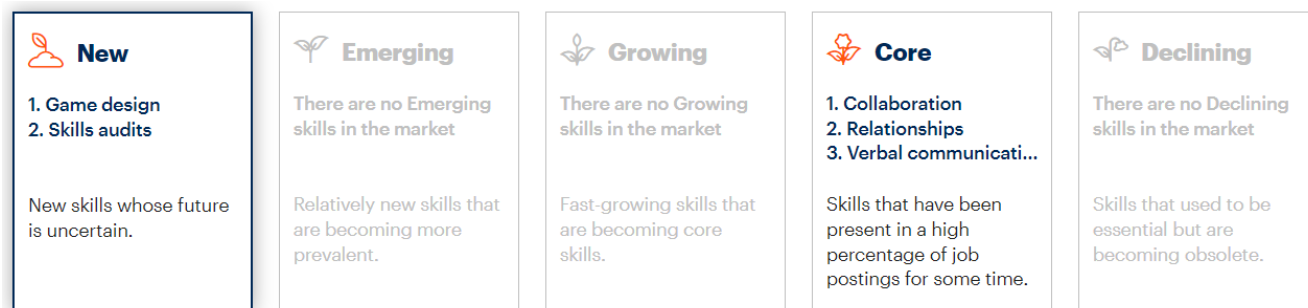 New
1. Game design
2. Skills audits
New skills whose future
is uncertain.
Emerging
There are no Emerging
skills in the market
Relatively new skills that
are becoming more
prevalent.
Growing
There are no Growing
skills in the market
Fast-growing skills that
are becoming core
skills.
Core
1. Collaboration
2. Relationships
3. Verbal communicati...
Skills that have been
present in a high
percentage of job
postings for some time.
Declining
There are no Declining
skills in the market
Skills that used to be
essential but are
becoming obsolete.